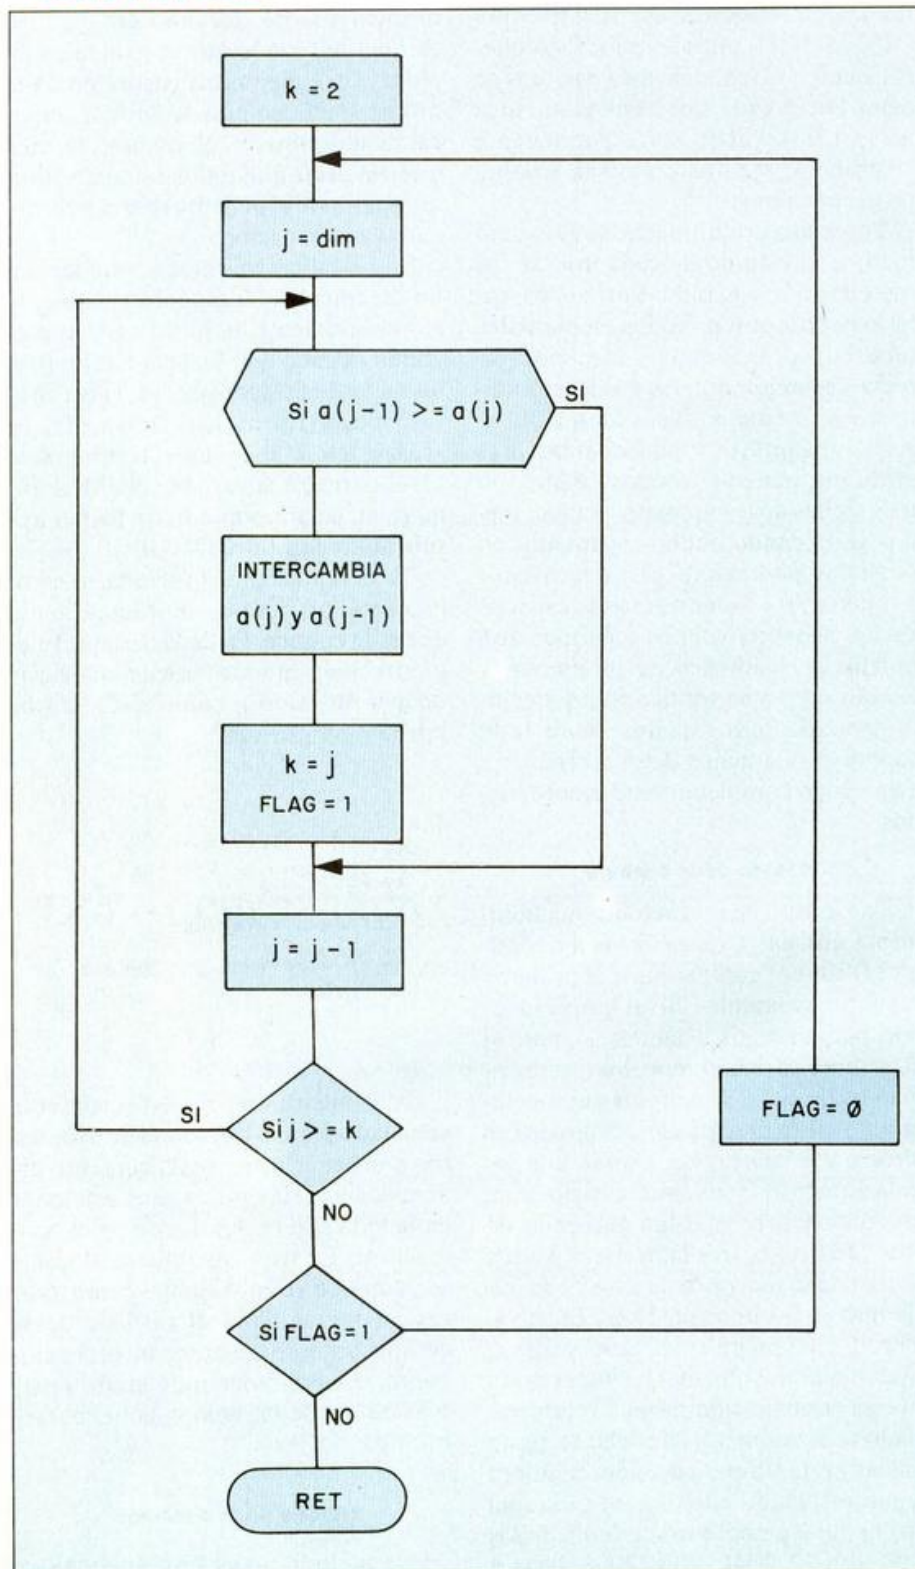 k = 2
j = dim
Si a(j-1) >= a(j)
SI
INTERCAMBIA
a(j) y a(j-1)
k = j
FLAG = 1
j = j - 1
SI
Si j >= k
FLAG = Ø
NO
Si FLAG = 1
NO
RET